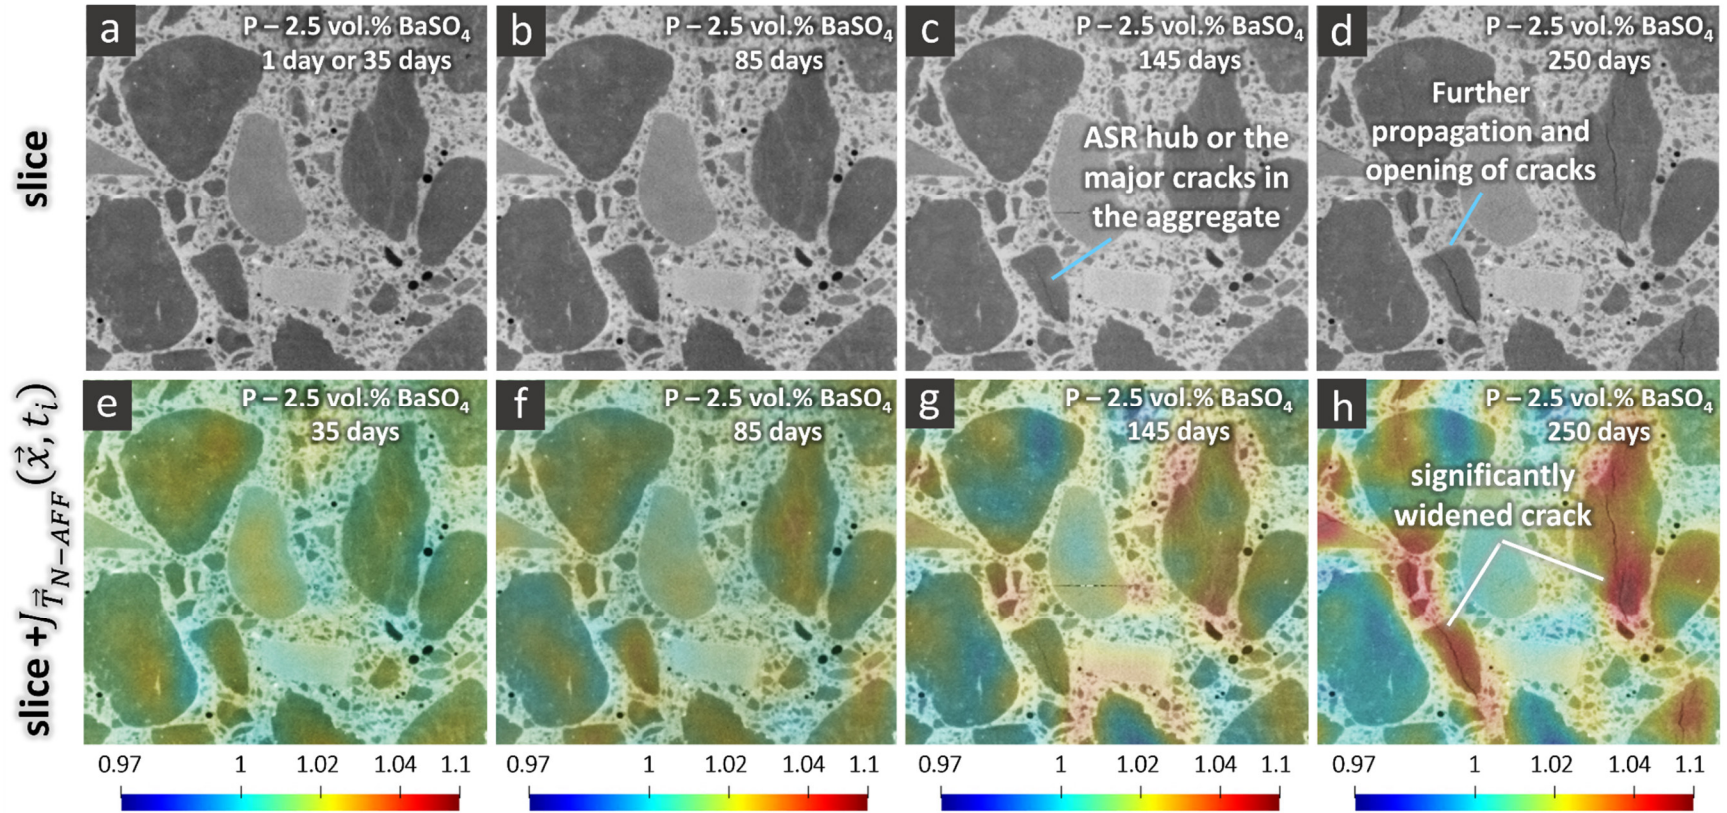 slice
a
P – 2.5 vol.% BaSO₄
1 day or 35 days
b
P – 2.5 vol.% BaSO₄
85 days
c
P – 2.5 vol.% BaSO₄
145 days
ASR hub or the
major cracks in
the aggregate
d
P – 2.5 vol.% BaSO₄
250 days
Further
propagation and
opening of cracks
slice +J T⃗ N−AFF (x⃗, tᵢ)
e
P – 2.5 vol.% BaSO₄
35 days
f
P – 2.5 vol.% BaSO₄
85 days
g
P – 2.5 vol.% BaSO₄
145 days
h
P – 2.5 vol.% BaSO₄
250 days
significantly
widened crack
0.97 1 1.02 1.04 1.1
0.97 1 1.02 1.04 1.1
0.97 1 1.02 1.04 1.1
0.97 1 1.02 1.04 1.1